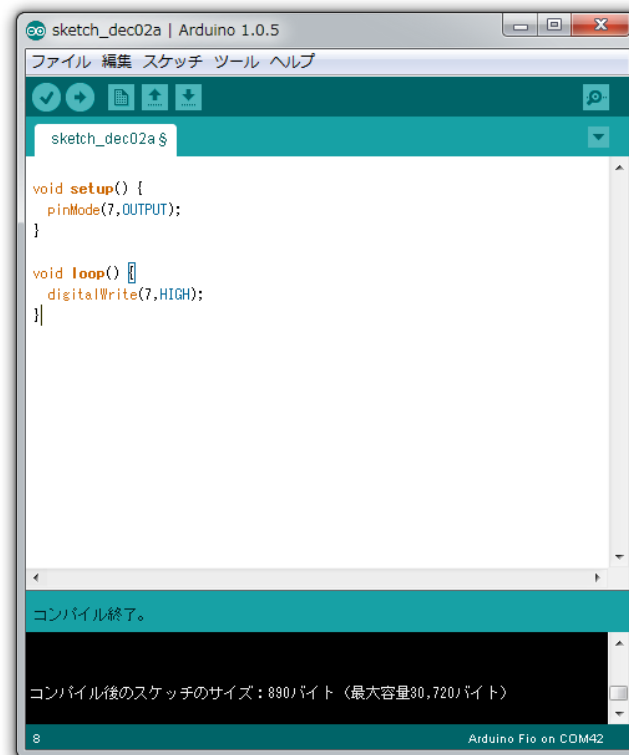 sketch_dec02a | Arduino 1.0.5
ファイル 編集 スケッチ ツール ヘルプ
sketch_dec02a §
void setup() {
  pinMode(7,OUTPUT);
}
void loop() {
  digitalWrite(7,HIGH);
}
コンパイル終了。
コンパイル後のスケッチのサイズ：890バイト（最大容量30,720バイト）
8 Arduino Fio on COM42